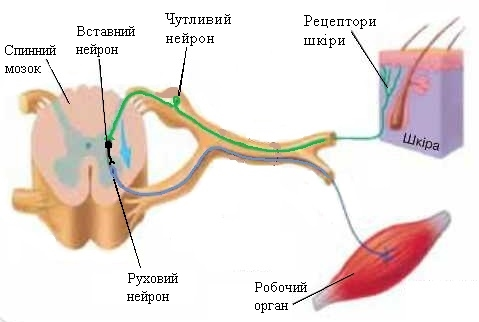 Спинний
мозок
Вставний
нейрон
Чутливий
нейрон
Рецептори
шкіри
Шкіра
Руховий
нейрон
Робочий
орган